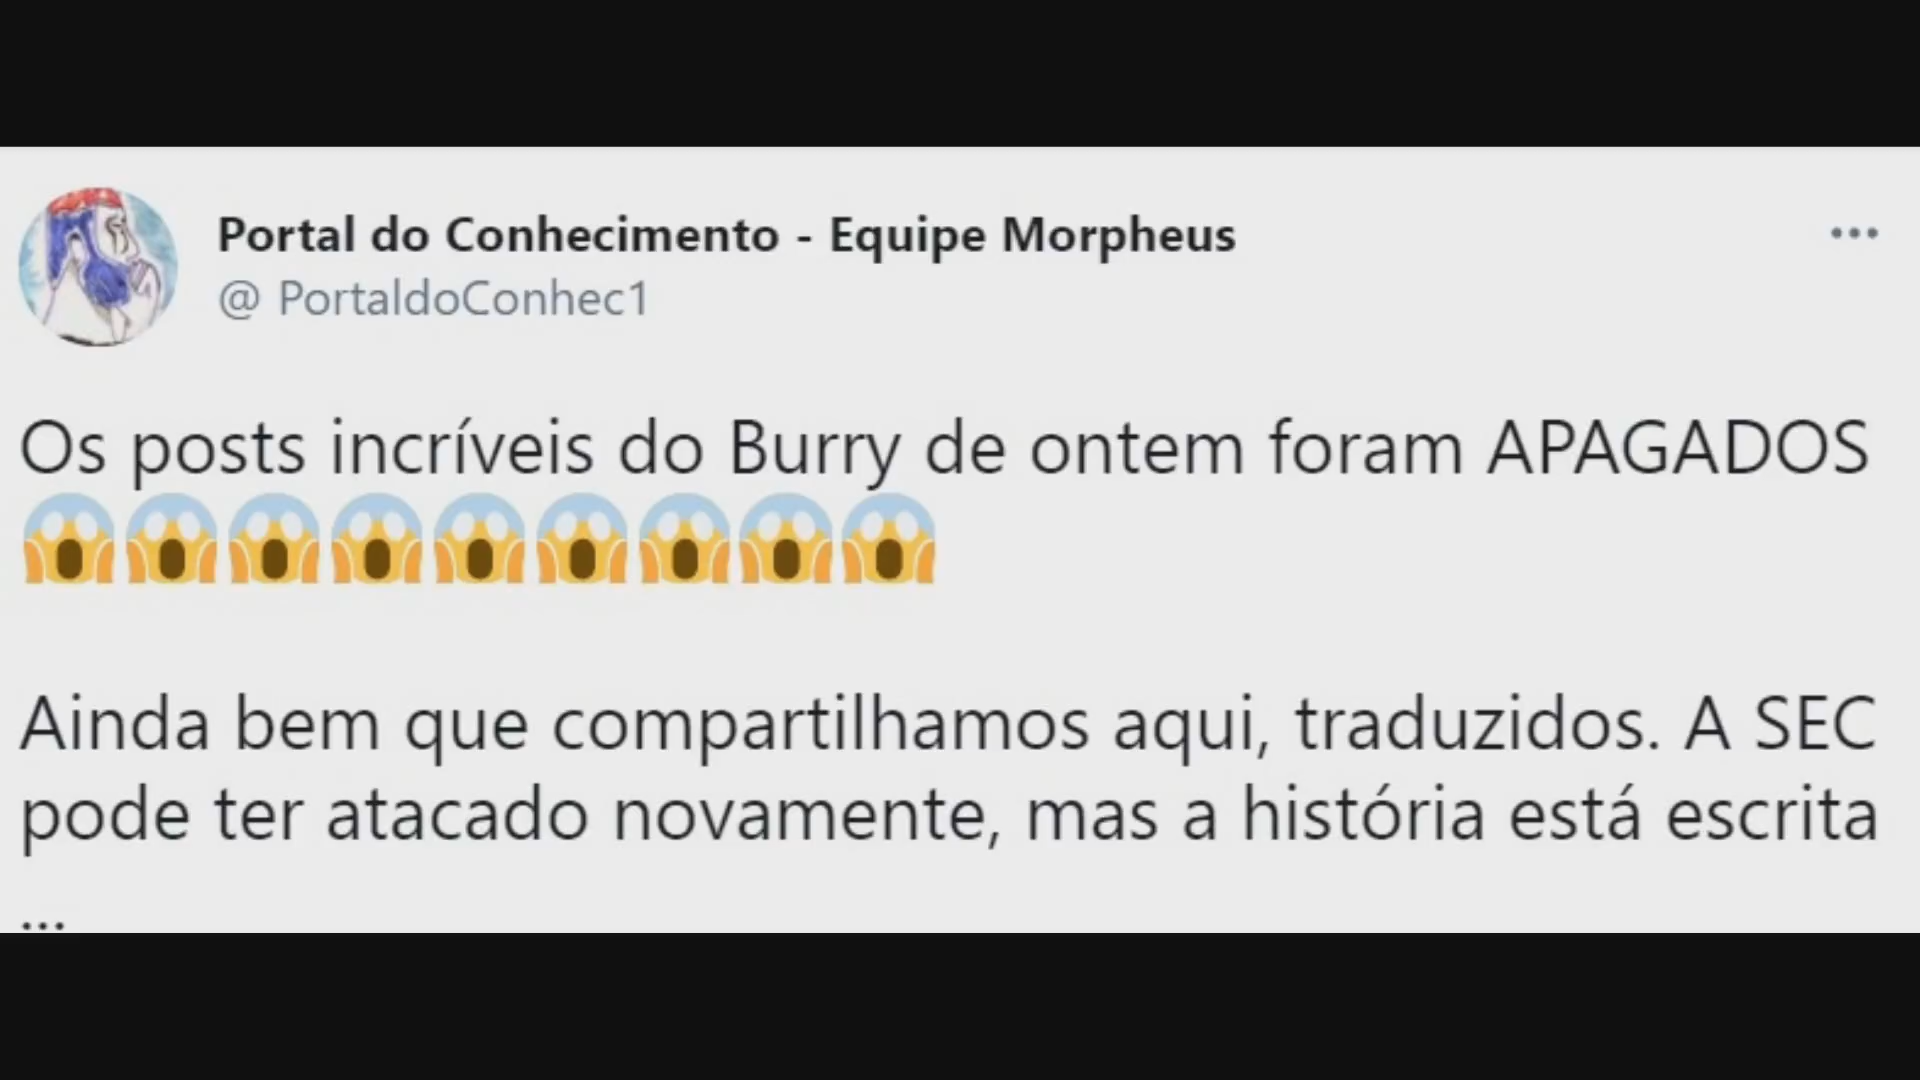 Portal do Conhecimento - Equipe Morpheus
@ PortaldoConhec1
Os posts incríveis do Burry de ontem foram APAGADOS
😱😱😱😱😱😱😱😱😱
Ainda bem que compartilhamos aqui, traduzidos. A SEC
pode ter atacado novamente, mas a história está escrita
...